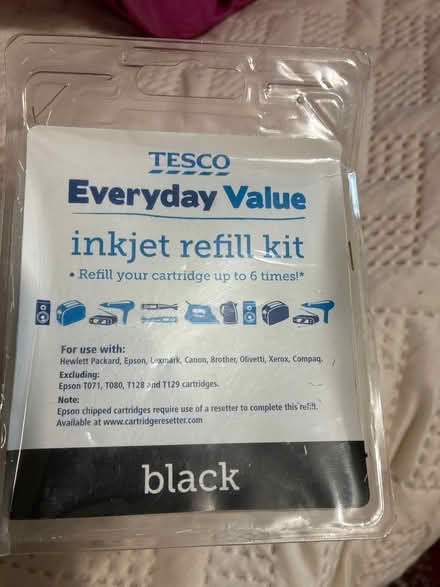 TESCO
Everyday Value
inkjet refill kit
• Refill your cartridge up to 6 times!*
For use with:
Hewlett Packard, Epson, Lexmark, Canon, Brother, Olivetti, Xerox, Compaq.
Excluding:
Epson T071, T080, T128 and T129 cartridges.
Note:
Epson chipped cartridges require use of a resetter to complete this refill.
Available at www.cartridgeresetter.com
black